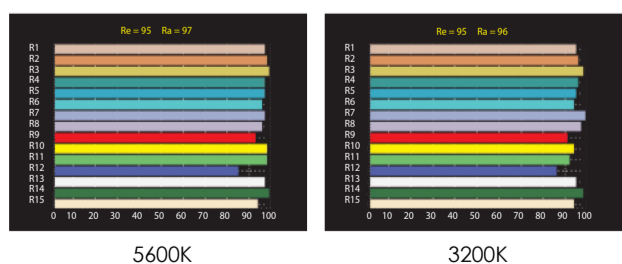 Re = 95 Ra = 97
R1
R2
R3
R4
R5
R6
R7
R8
R9
R10
R11
R12
R13
R14
R15
0 10 20 30 40 50 60 70 80 90 100
5600K
Re = 95 Ra = 96
R1
R2
R3
R4
R5
R6
R7
R8
R9
R10
R11
R12
R13
R14
R15
0 10 20 30 40 50 60 70 80 90 100
3200K